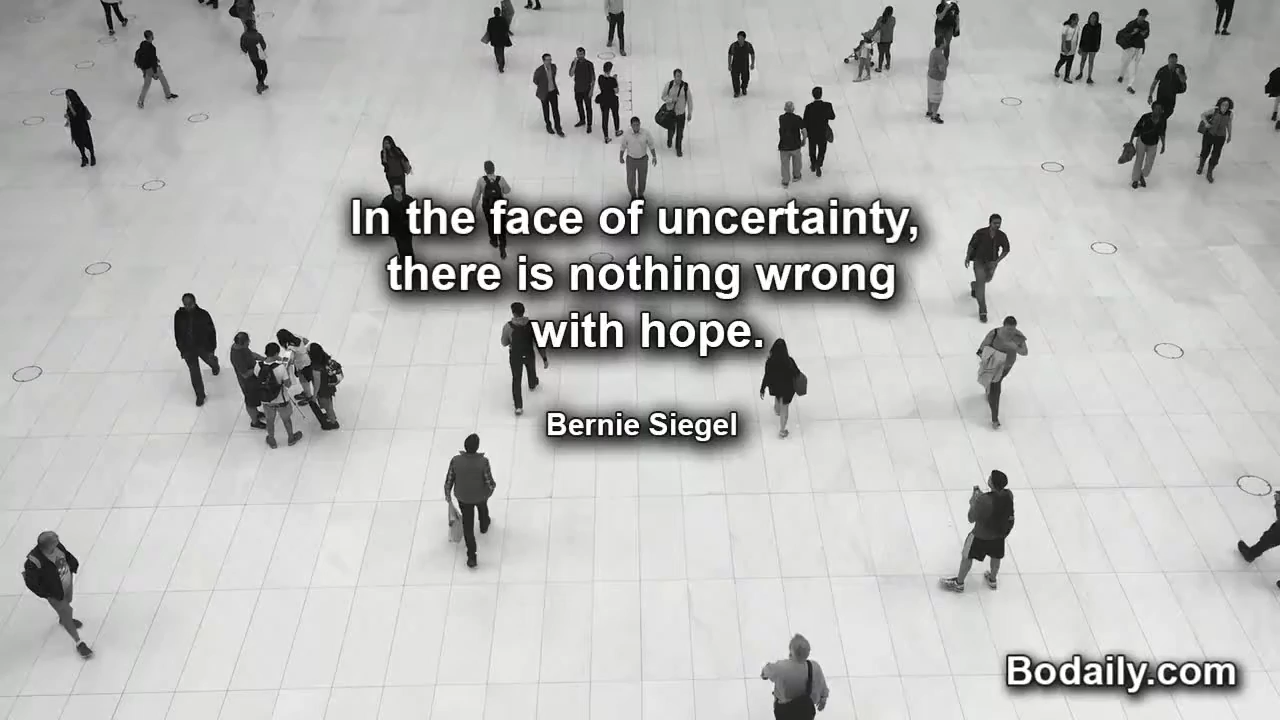 In the face of uncertainty,
there is nothing wrong
with hope.
Bernie Siegel
Bodaily.com